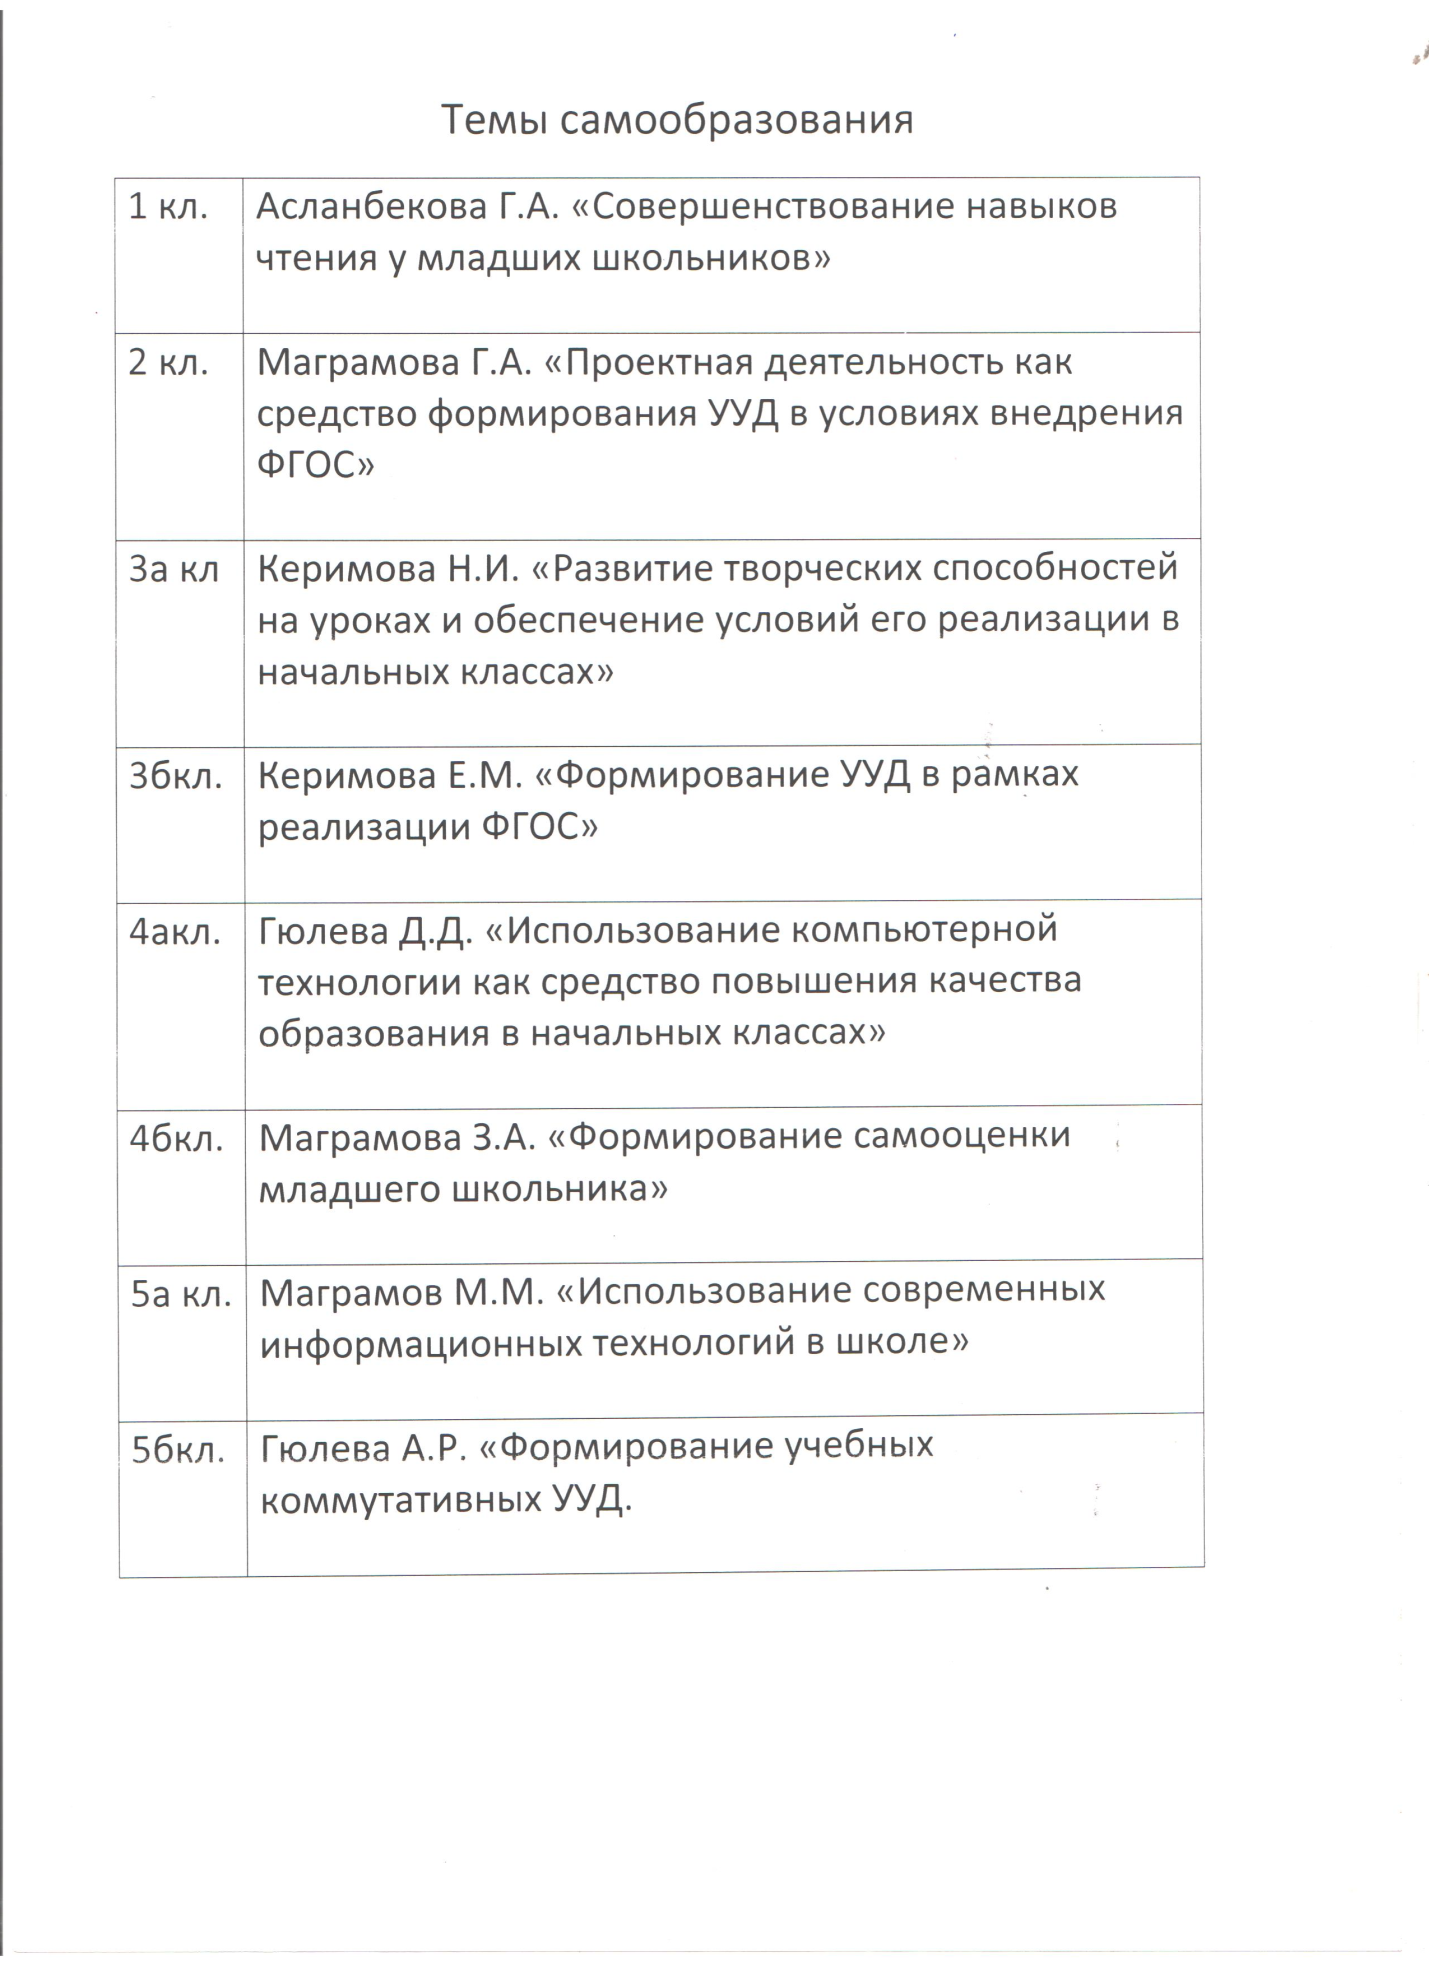 Темы самообразования
1 кл. Асланбекова Г.А. «Совершенствование навыков
чтения у младших школьников»
2 кл. Маграмова Г.А. «Проектная деятельность как
средство формирования УУД в условиях внедрения
ФГОС»
3а кл Керимова Н.И. «Развитие творческих способностей
на уроках и обеспечение условий его реализации в
начальных классах»
3бкл. Керимова Е.М. «Формирование УУД в рамках
реализации ФГОС»
4акл. Гюлева Д.Д. «Использование компьютерной
технологии как средство повышения качества
образования в начальных классах»
4бкл. Маграмова З.А. «Формирование самооценки
младшего школьника»
5а кл. Маграмов М.М. «Использование современных
информационных технологий в школе»
5бкл. Гюлева А.Р. «Формирование учебных
коммутативных УУД.